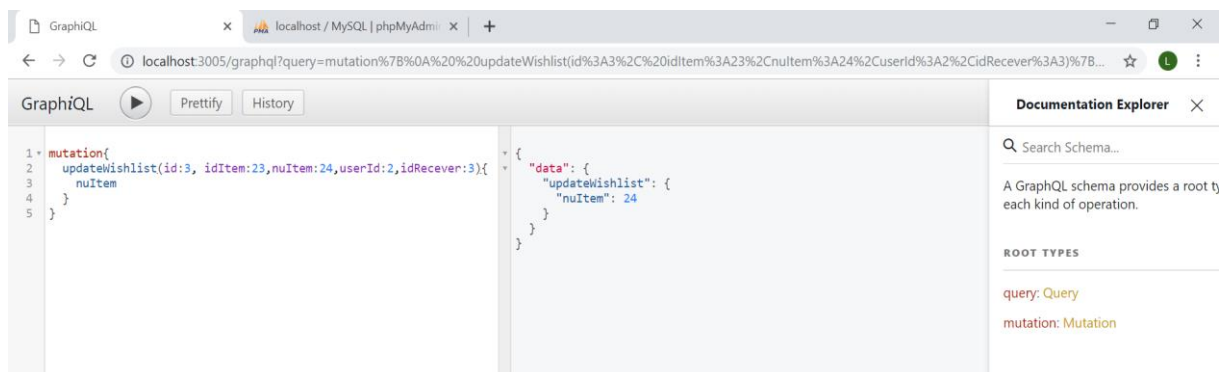 GraphiQL
localhost / MySQL | phpMyAdmi
localhost:3005/graphql?query=mutation%7B%0A%20%20updateWishlist(id%3A3%2C%20idItem%3A23%2CnuItem%3A24%2CuserId%3A2%2CidRecever%3A3)%7B...
L
GraphiQL
Prettify
History
Documentation Explorer
1 mutation{
2 updateWishlist(id:3, idItem:23,nuItem:24,userId:2,idRecever:3){
3 nuItem
4 }
5 }
{
"data": {
"updateWishlist": {
"nuItem": 24
}
}
}
Search Schema...
A GraphQL schema provides a root ty
each kind of operation.
ROOT TYPES
query: Query
mutation: Mutation